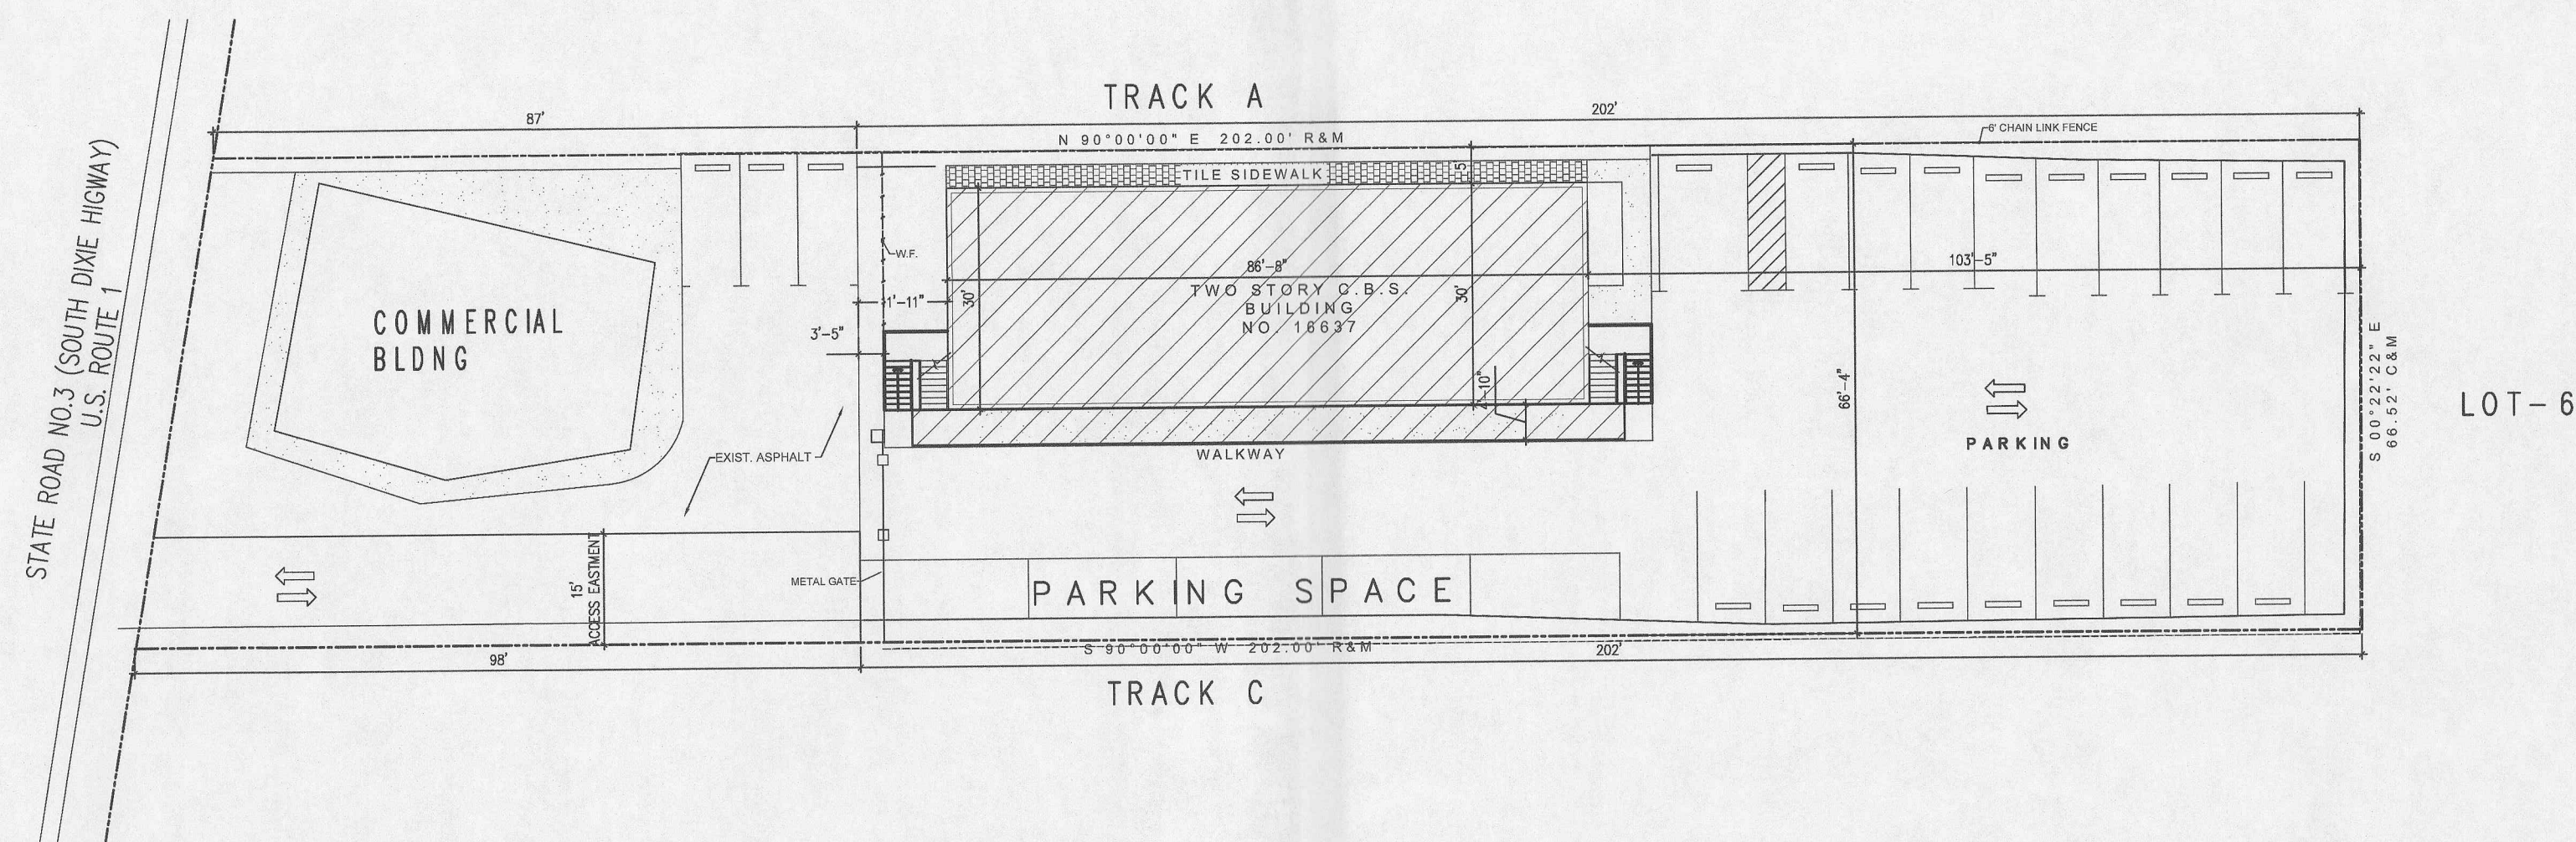 TRACK A
87'
202'
N 90°00'00" E 202.00' R&M
6' CHAIN LINK FENCE
TILE SIDEWALK
5'
STATE ROAD NO.3 (SOUTH DIXIE HIGWAY)
U.S. ROUTE 1
W.F.
86'-8"
103'-5"
1'-11"
30'
30'
TWO STORY C.B.S.
BUILDING
NO. 16637
COMMERCIAL
BLDNG
3'-5"
66'-4"
S 00°22'22" E
66.52' C&M
LOT-6
PARKING
WALKWAY
EXIST. ASPHALT
15'
ACCESS EASTMENT
METAL GATE
PARKING SPACE
S 90°00'00" W 202.00' R&M
98'
202'
TRACK C